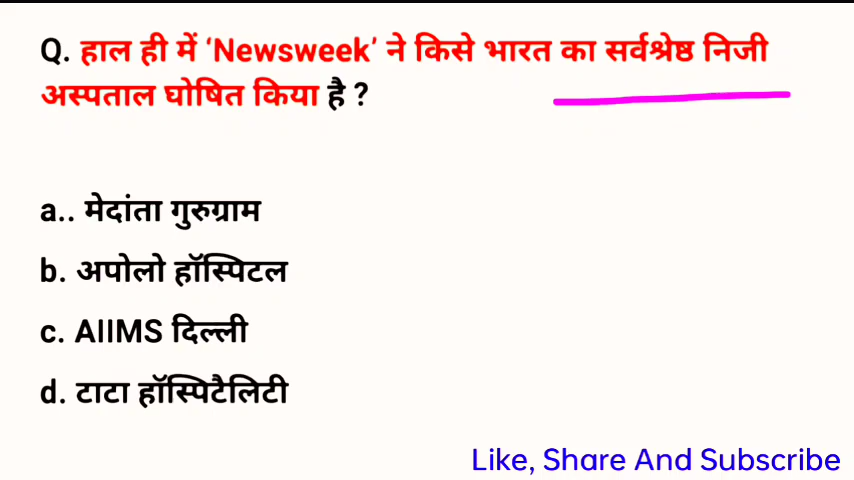 Q. हाल ही में ‘Newsweek’ ने किसे भारत का सर्वश्रेष्ठ निजी
अस्पताल घोषित किया है ?
a.. मेदांता गुरुग्राम
b. अपोलो हॉस्पिटल
c. AIIMS दिल्ली
d. टाटा हॉस्पिटैलिटी
Like, Share And Subscribe